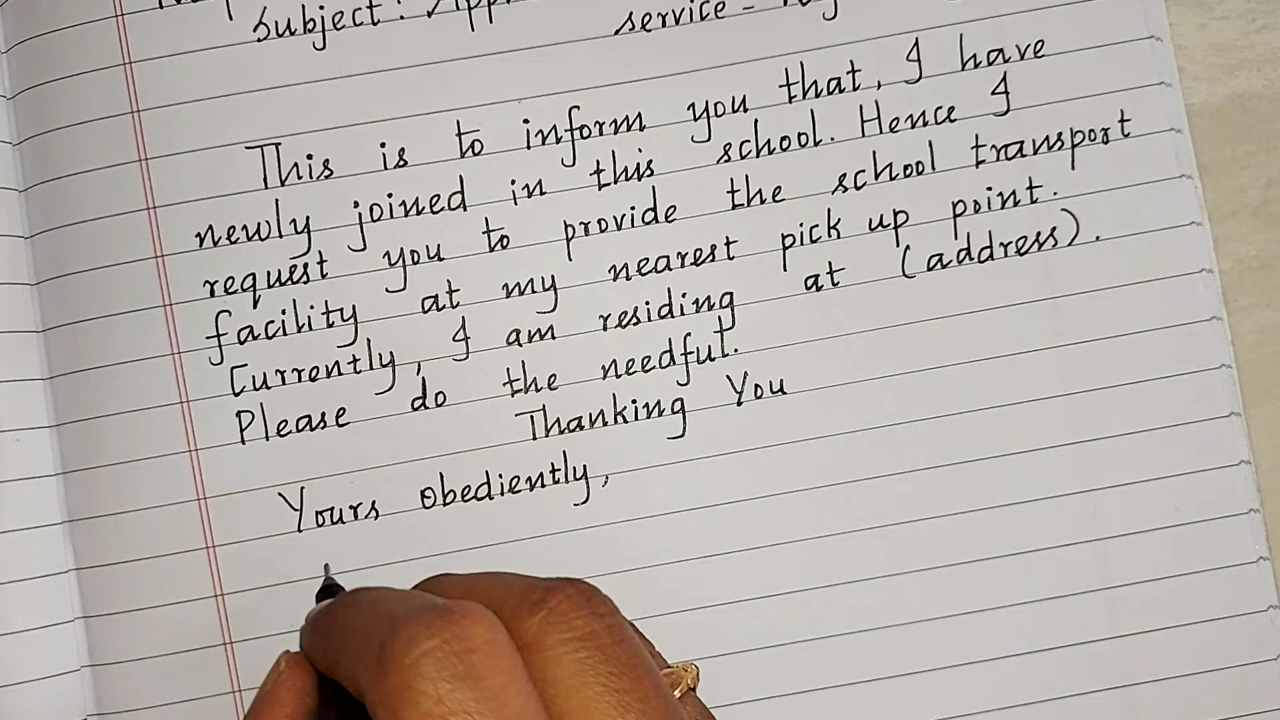 Subject:
service -
This is to inform you that, I have
newly joined in this school. Hence I
request you to provide the school transport
facility at my nearest pick up point.
Currently, I am residing at (address).
Please do the needful.
Thanking You
Yours obediently,